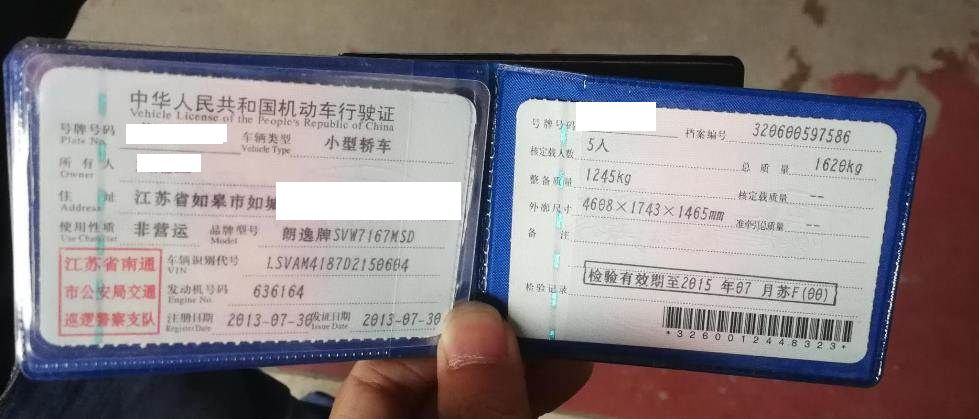 中华人民共和国机动车行驶证
Vehicle License of the People's Republic of China
号牌号码
Plate No.
车辆类型
Vehicle Type
小型轿车
所有人
Owner
住址
Address
江苏省如皋市如城
使用性质
Use Character
非营运
品牌型号
Model
朗逸牌SVW7167MSD
江苏省南通
市公安局交通
巡逻警察支队
车辆识别代号
VIN
LSVAM4187D2150604
发动机号码
Engine No.
636164
注册日期
Register Date
2013-07-30
发证日期
Issue Date
2013-07-30
号牌号码
档案编号
320600597586
核定载人数
5人
总质量
1620kg
整备质量
1245kg
核定载质量
--
外廓尺寸
4608×1743×1465mm
准牵引总质量
--
备注
检验记录
检验有效期至2015年07月苏F(00)
*3260012448323*